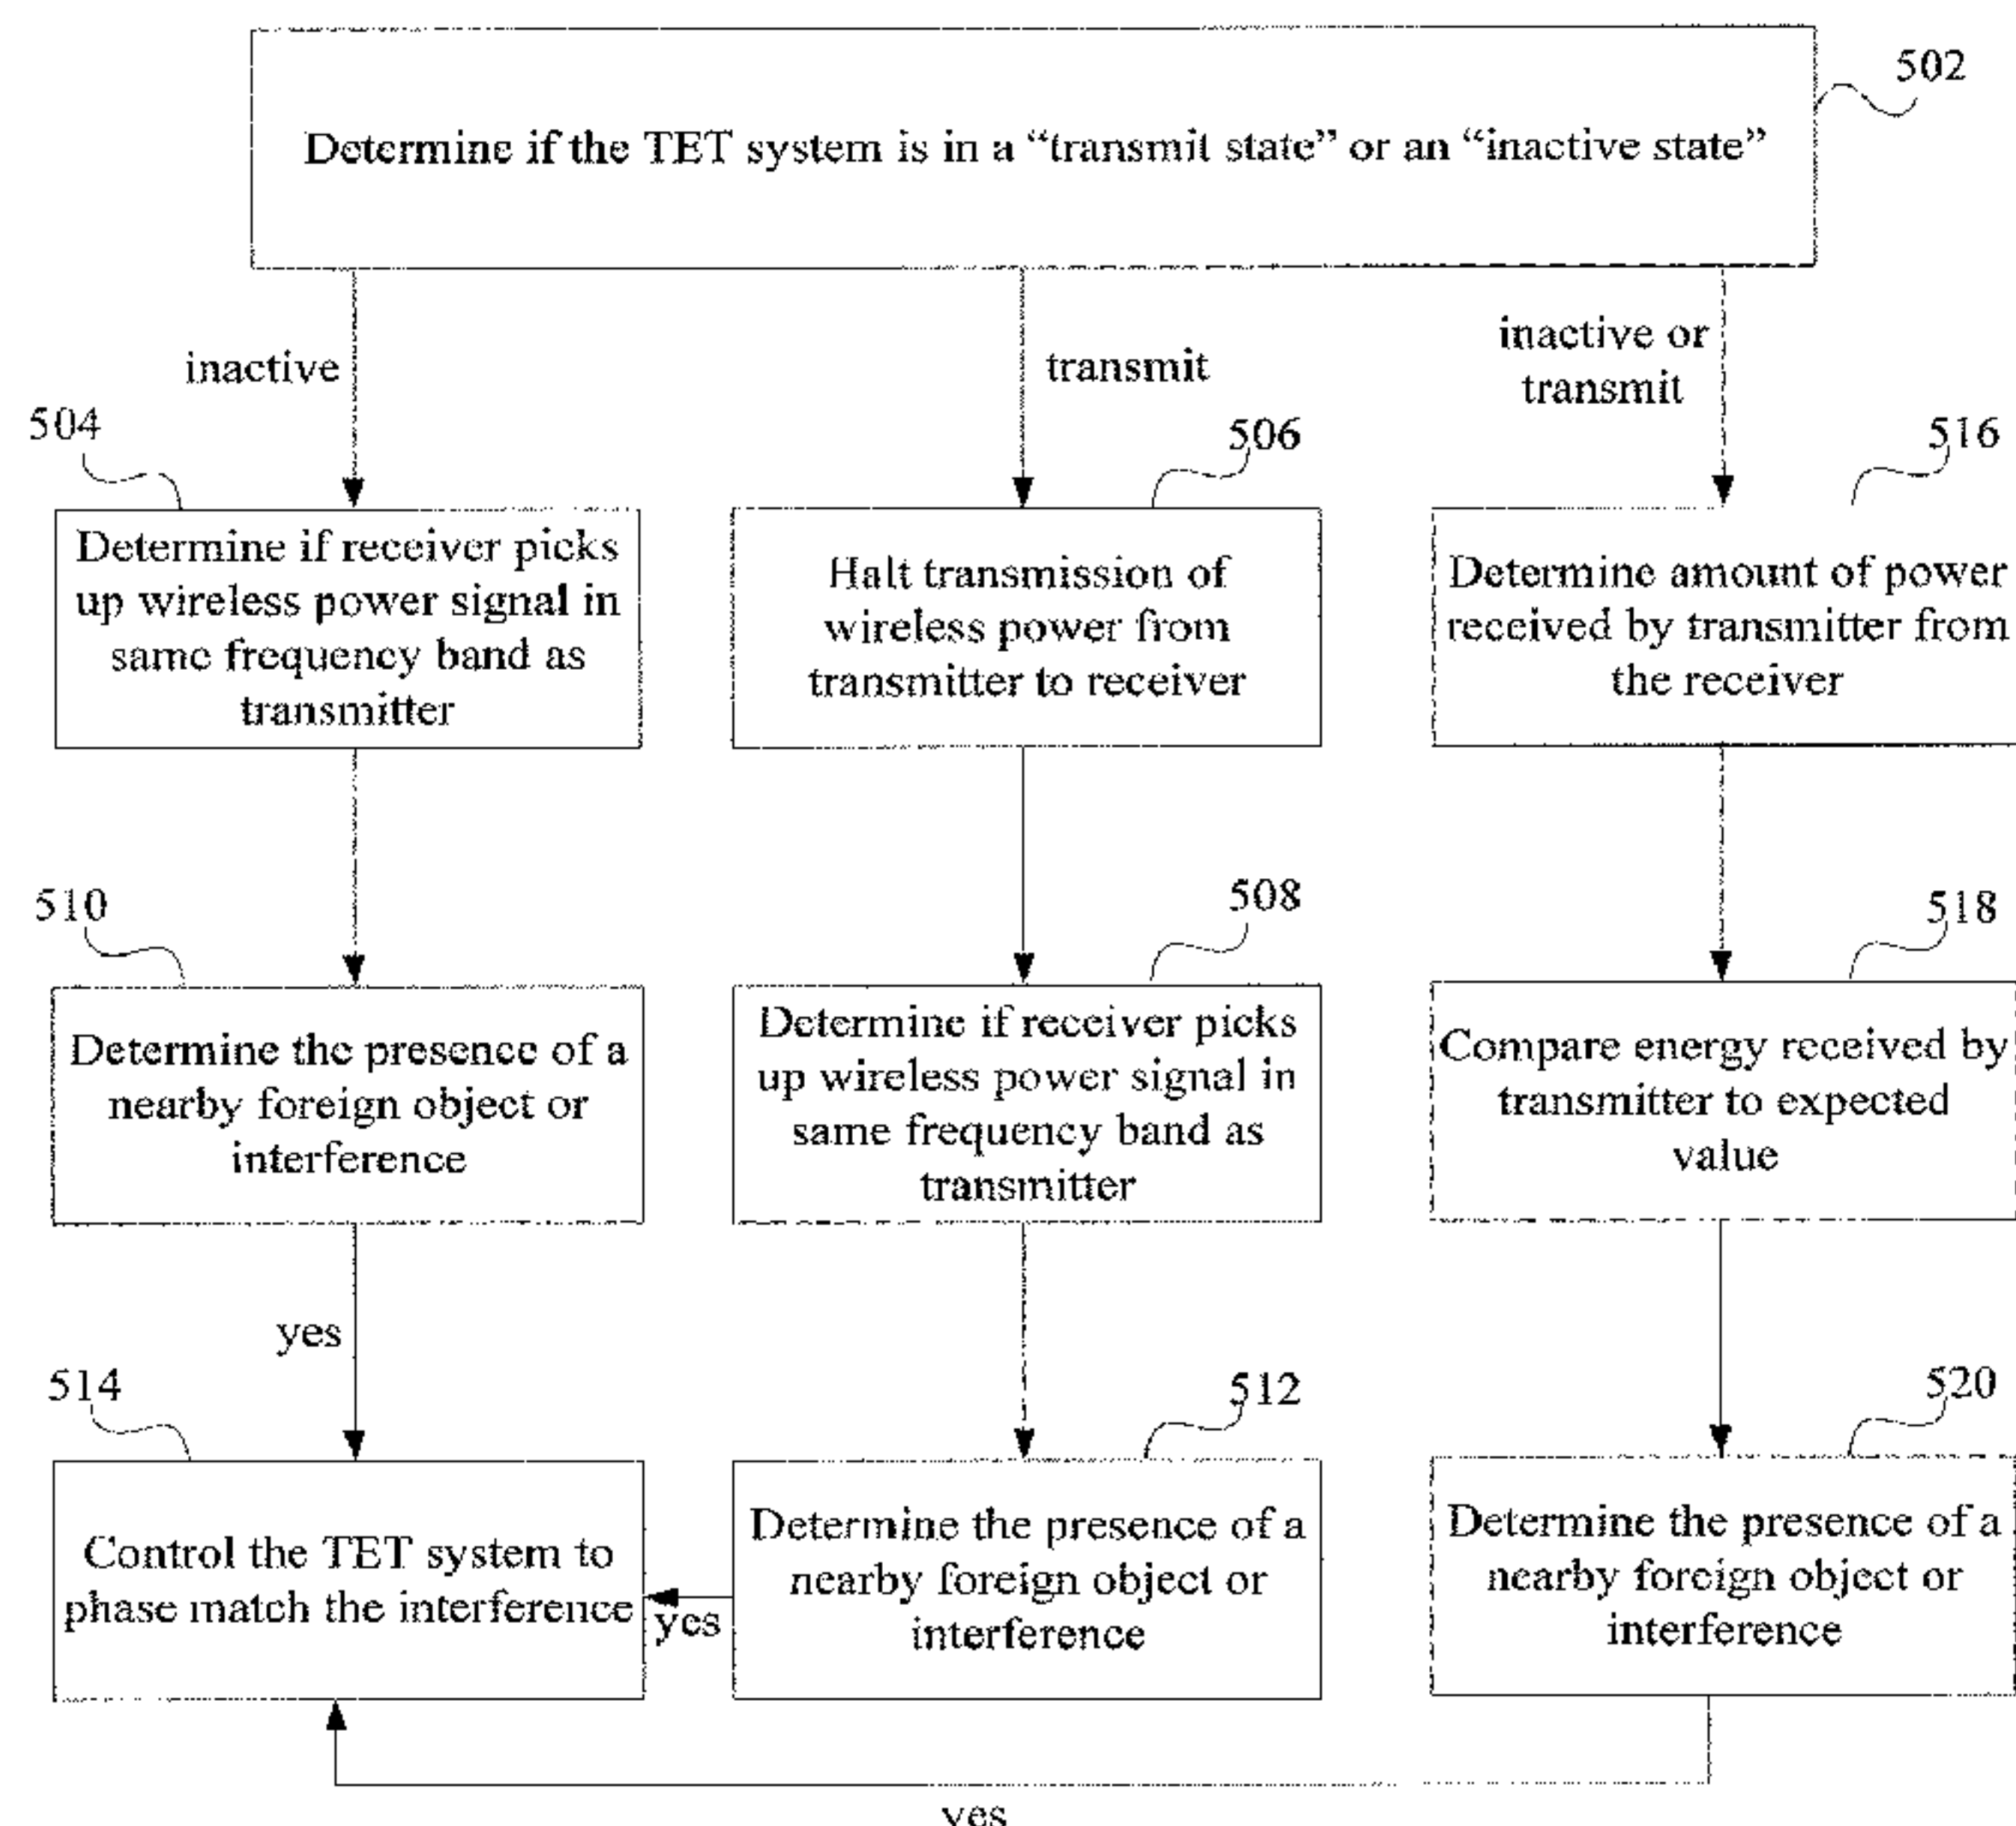 502
Determine if the TET system is in a “transmit state” or an “inactive state”
inactive
transmit
inactive or
transmit
504
506
516
Determine if receiver picks
up wireless power signal in
same frequency band as
transmitter
Halt transmission of
wireless power from
transmitter to receiver
Determine amount of power
received by transmitter from
the receiver
510
508
518
Determine the presence of a
nearby foreign object or
interference
Determine if receiver picks
up wireless power signal in
same frequency band as
transmitter
Compare energy received by
transmitter to expected
value
yes
514
512
520
Control the TET system to
phase match the interference
yes
Determine the presence of a
nearby foreign object or
interference
Determine the presence of a
nearby foreign object or
interference
yes